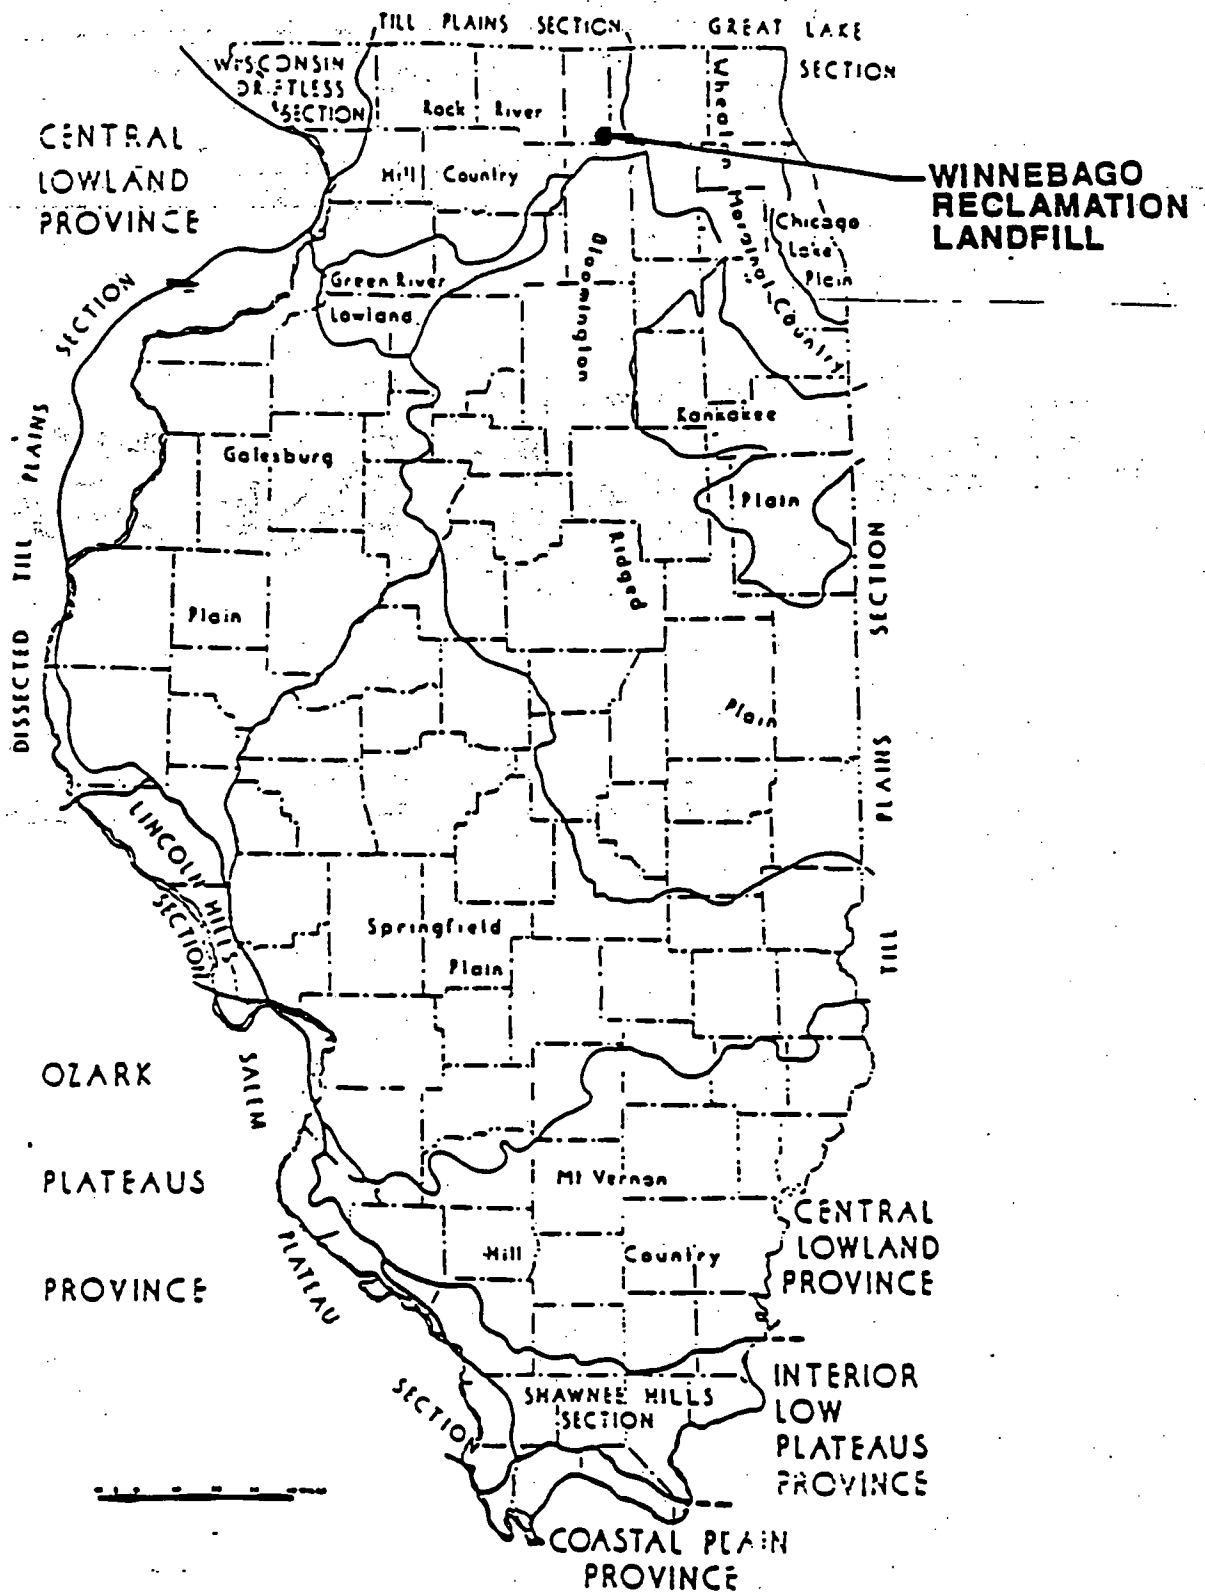 TILL PLAINS SECTION
GREAT LAKE
SECTION
WISCONSIN
DRIFTLESS
SECTION
Rock River
Wheaton
CENTRAL
LOWLAND
PROVINCE
Hill Country
WINNEBAGO
RECLAMATION
LANDFILL
Morainal Country
Chicago
Lake
Plain
Green River
Lowland
Bloomington
DISSECTED TILL PLAINS SECTION
Kankakee
Galesburg
Plain
Ridged
Plain
Plain
TILL PLAINS SECTION
LINCOLN HILLS
SECTION
Springfield
Plain
OZARK
PLATEAUS
PROVINCE
SALEM
PLATEAU
SECTION
Mt Vernon
Hill Country
CENTRAL
LOWLAND
PROVINCE
INTERIOR
LOW
PLATEAUS
PROVINCE
SHAWNEE HILLS
SECTION
COASTAL PLAIN
PROVINCE